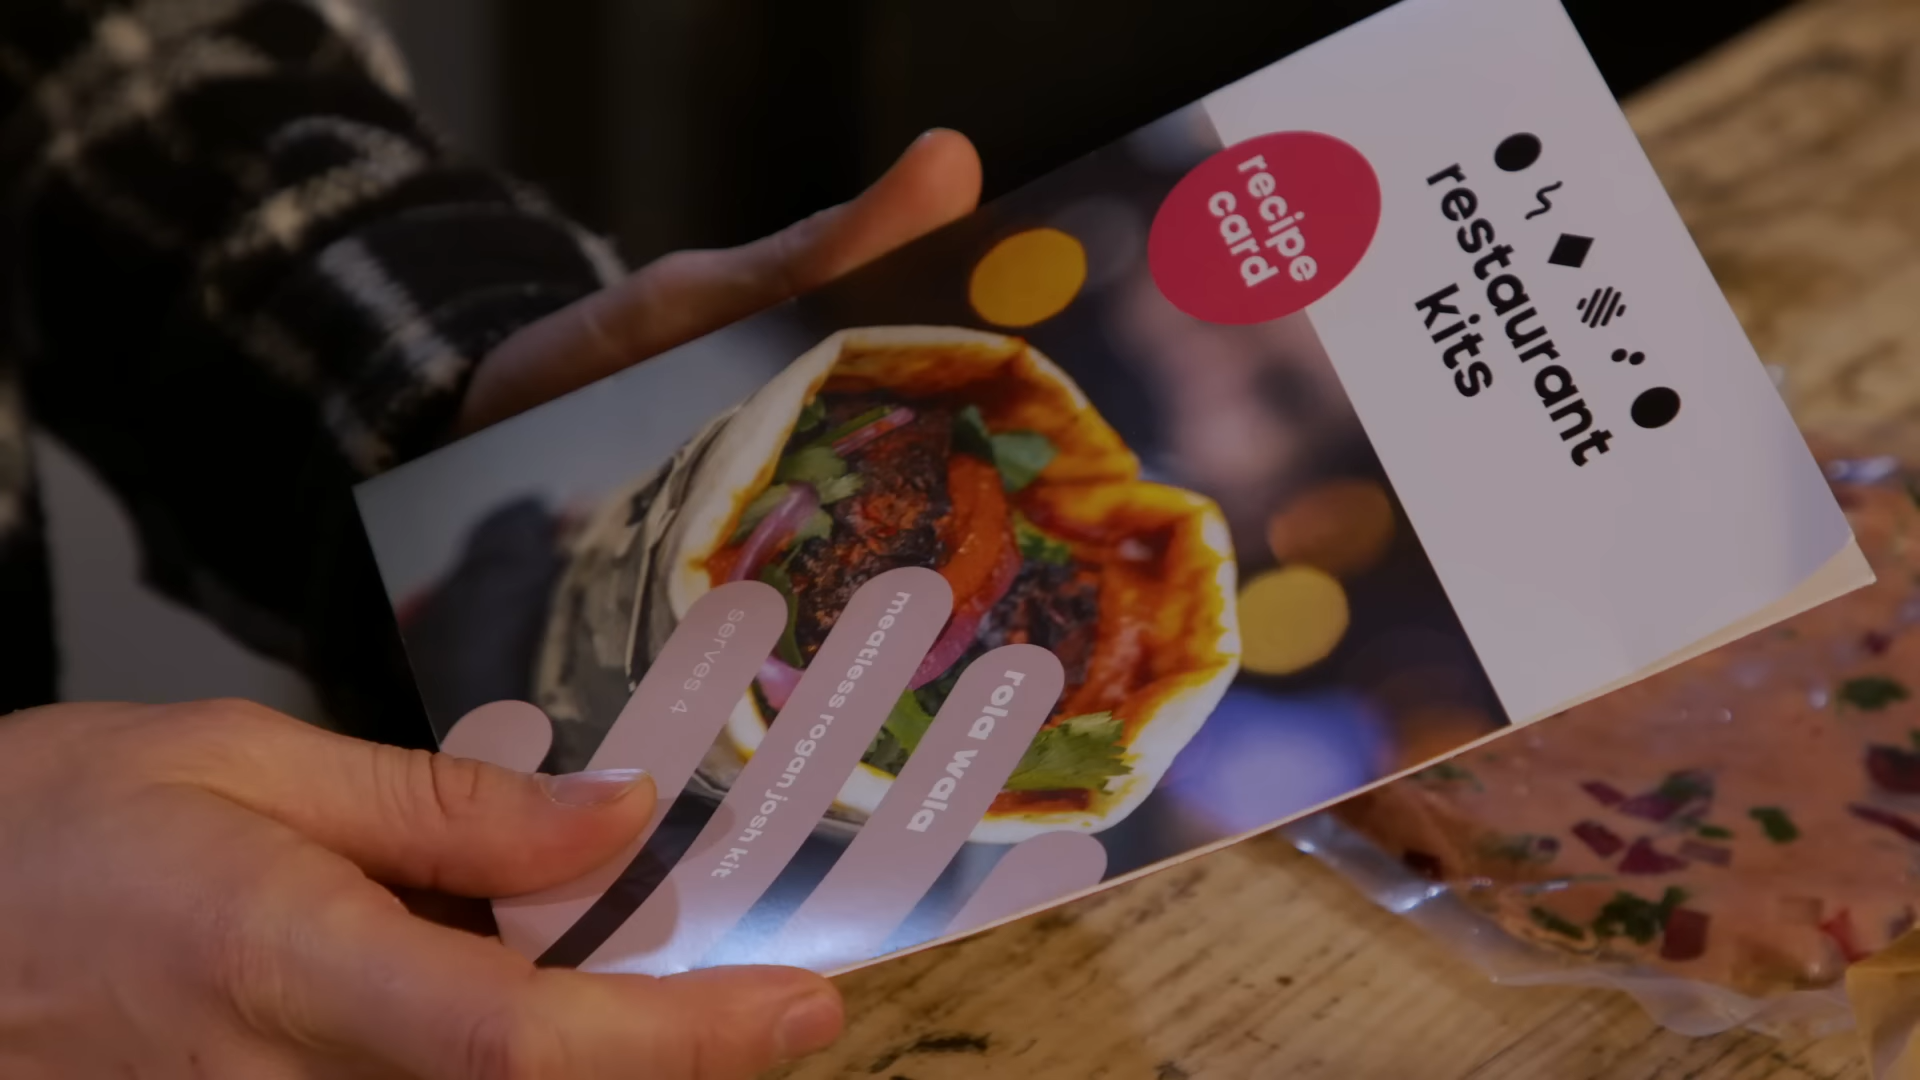 restaurant
kits
recipe
card
rola wala
meatless rogan josh kit
serves 4